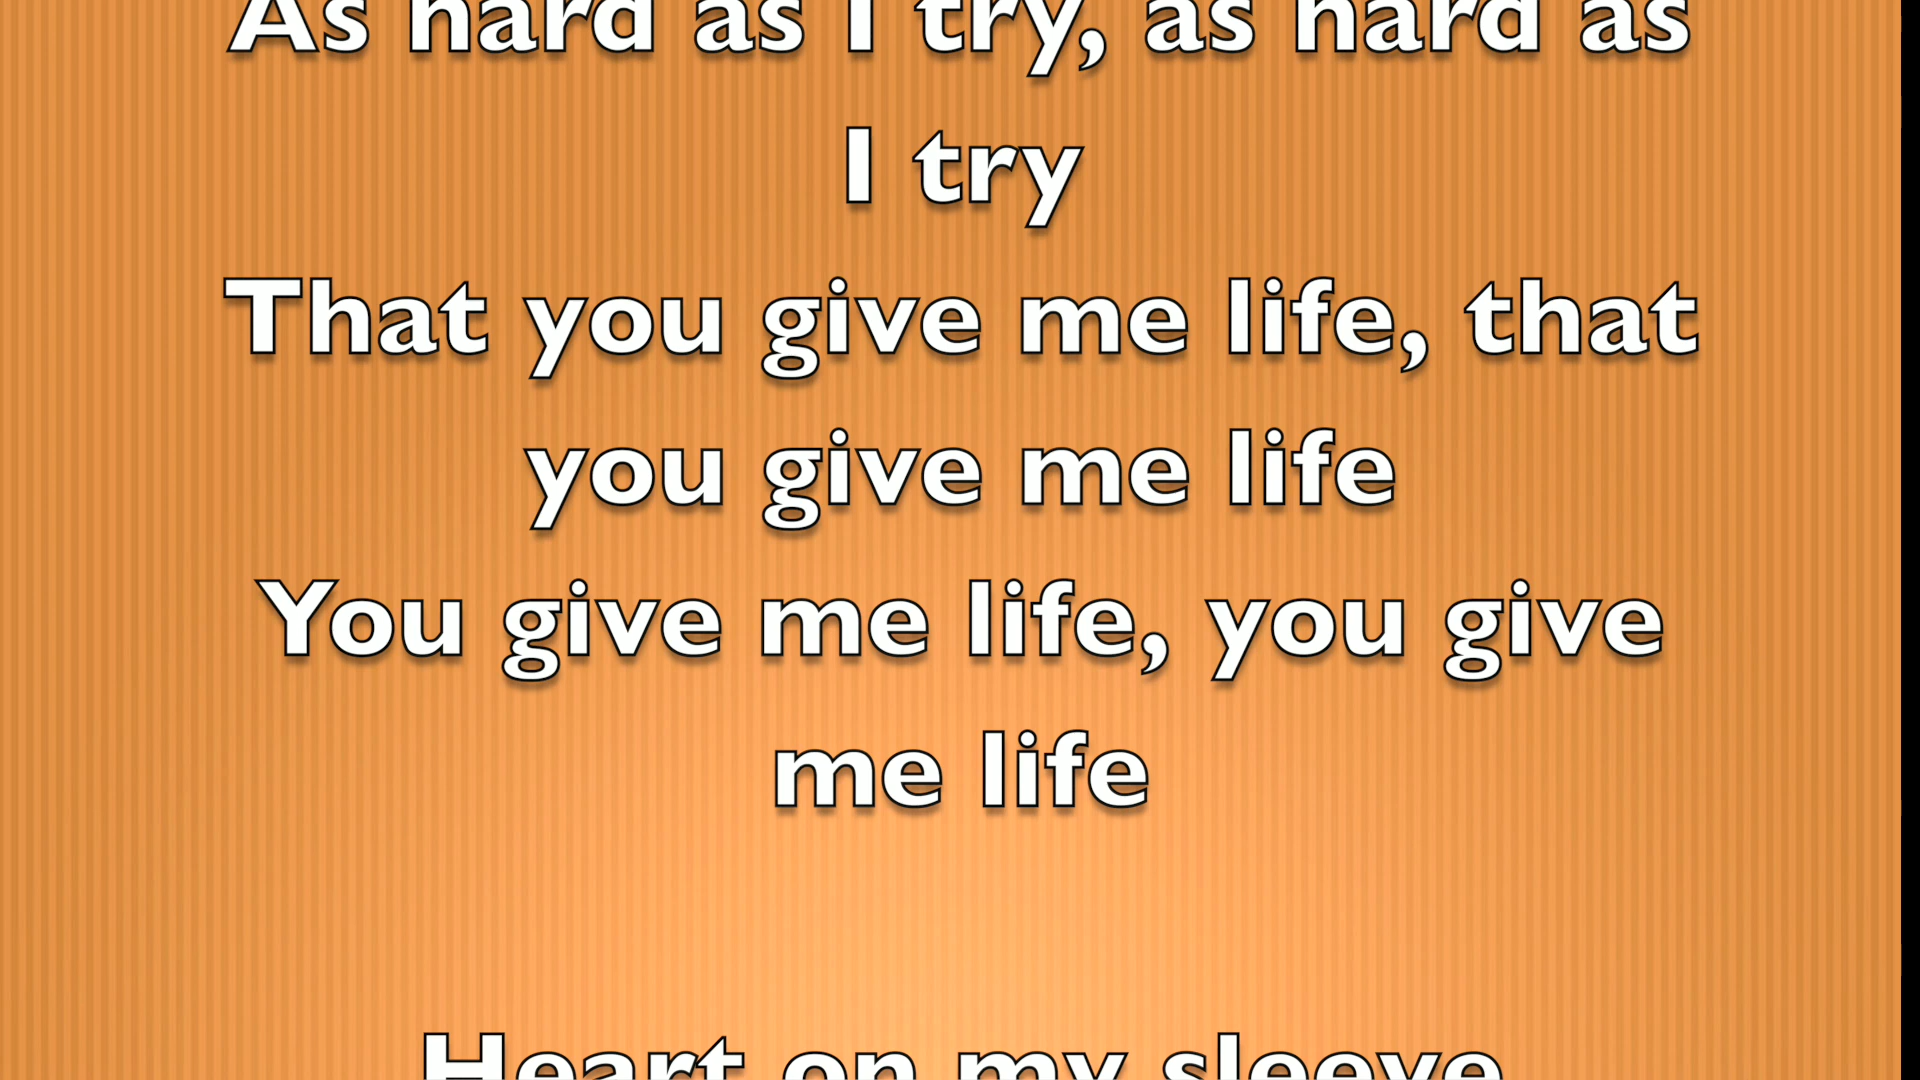 As hard as I try, as hard as
I try
That you give me life, that
you give me life
You give me life, you give
me life
Heart on my sleeve